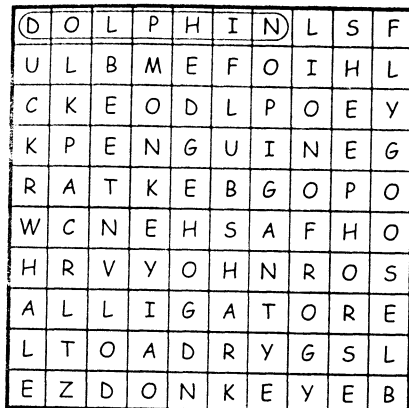 D O L P H I N L S F
U L B M E F O I H L
C K E O D L P O E Y
K P E N G U I N E G
R A T K E B G O P O
W C N E H S A F H O
H R V Y O H N R O S
A L L I G A T O R E
L T O A D R Y G S L
E Z D O N K E Y E B